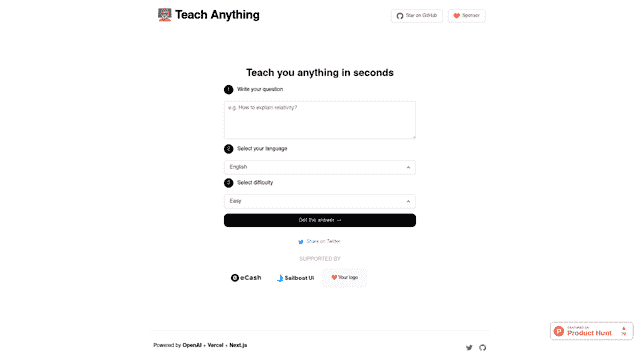 Teach Anything
Star on GitHub
Sponsor
Teach you anything in seconds
1 Write your question
e.g. How to explain relativity?
2 Select your language
English
3 Select difficulty
Easy
Get the answer →
Share on Twitter
SUPPORTED BY
eCash
Sailboat UI
Your logo
Product Hunt
Powered by OpenAI + Vercel + Next.js